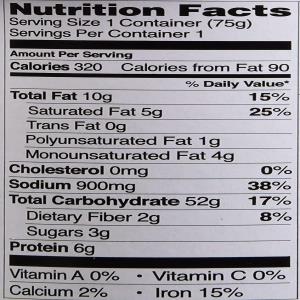 Nutrition Facts
Serving Size 1 Container (75g)
Servings Per Container 1
Amount Per Serving
Calories 320 Calories from Fat 90
% Daily Value*
Total Fat 10g 15%
Saturated Fat 5g 25%
Trans Fat 0g
Polyunsaturated Fat 1g
Monounsaturated Fat 4g
Cholesterol 0mg 0%
Sodium 900mg 38%
Total Carbohydrate 52g 17%
Dietary Fiber 2g 8%
Sugars 3g
Protein 6g
Vitamin A 0% • Vitamin C 0%
Calcium 2% • Iron 15%